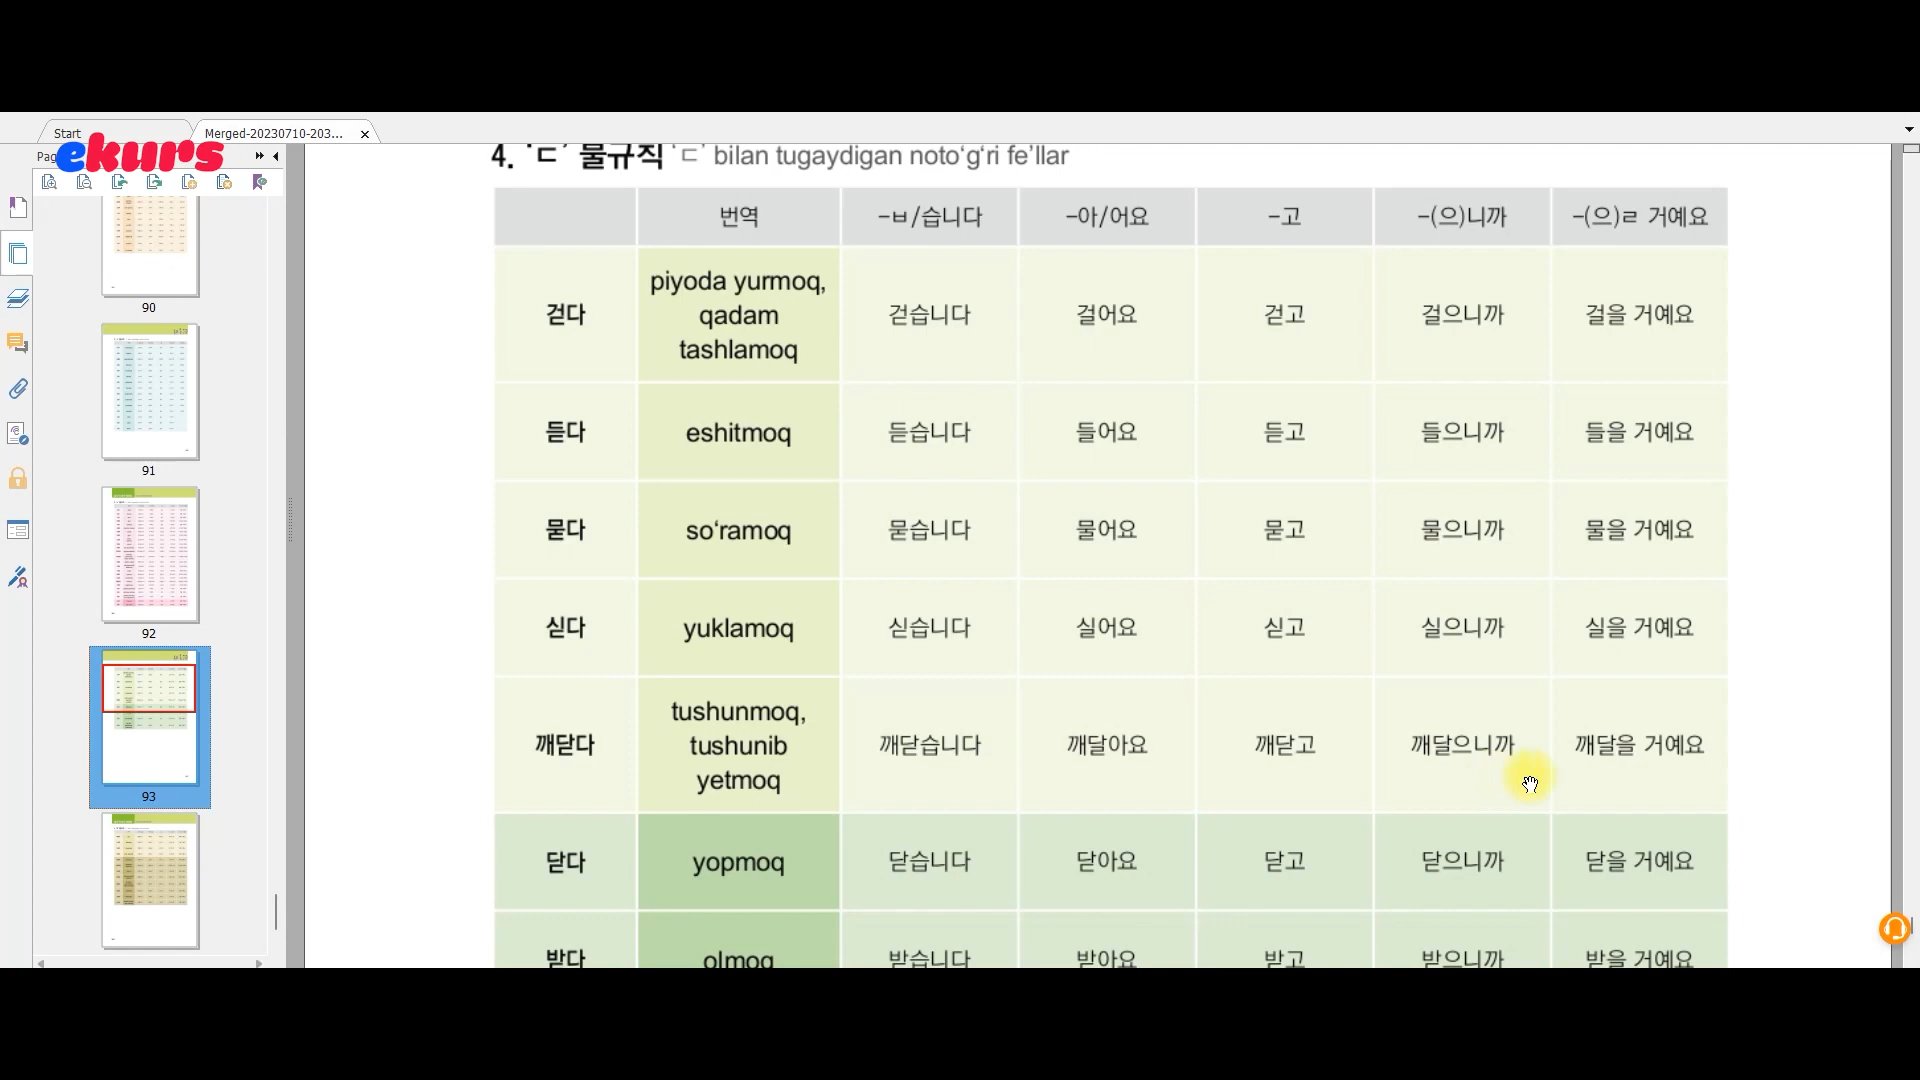 Start
Merged-20230710-203...
ekurs
4. ‘ㄷ’ 불규칙 ‘ㄷ’ bilan tugaydigan noto‘g‘ri fe’llar
번역 –ㅂ/습니다 –아/어요 –고 –(으)니까 –(으)ㄹ 거예요
걷다 piyoda yurmoq, qadam tashlamoq 걷습니다 걸어요 걷고 걸으니까 걸을 거예요
듣다 eshitmoq 듣습니다 들어요 듣고 들으니까 들을 거예요
묻다 so‘ramoq 묻습니다 물어요 묻고 물으니까 물을 거예요
싣다 yuklamoq 싣습니다 실어요 싣고 실으니까 실을 거예요
깨닫다 tushunmoq, tushunib yetmoq 깨닫습니다 깨달아요 깨닫고 깨달으니까 깨달을 거예요
닫다 yopmoq 닫습니다 닫아요 닫고 닫으니까 닫을 거예요
받다 olmoq 받습니다 받아요 받고 받으니까 받을 거예요
90
91
92
93